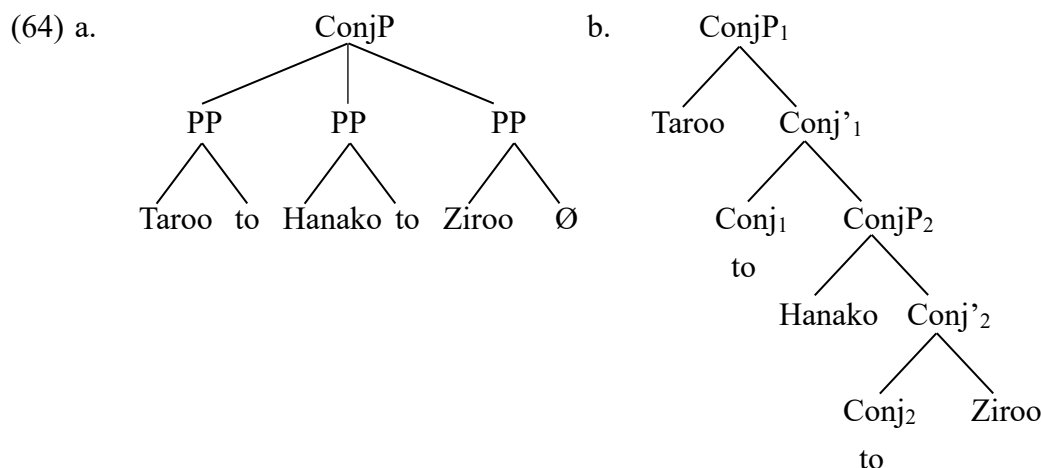 (64) a. ConjP b. ConjP₁
PP PP PP Taroo Conj’₁
Taroo to Hanako to Ziroo Ø Conj₁ ConjP₂
to
Hanako Conj’₂
Conj₂ Ziroo
to